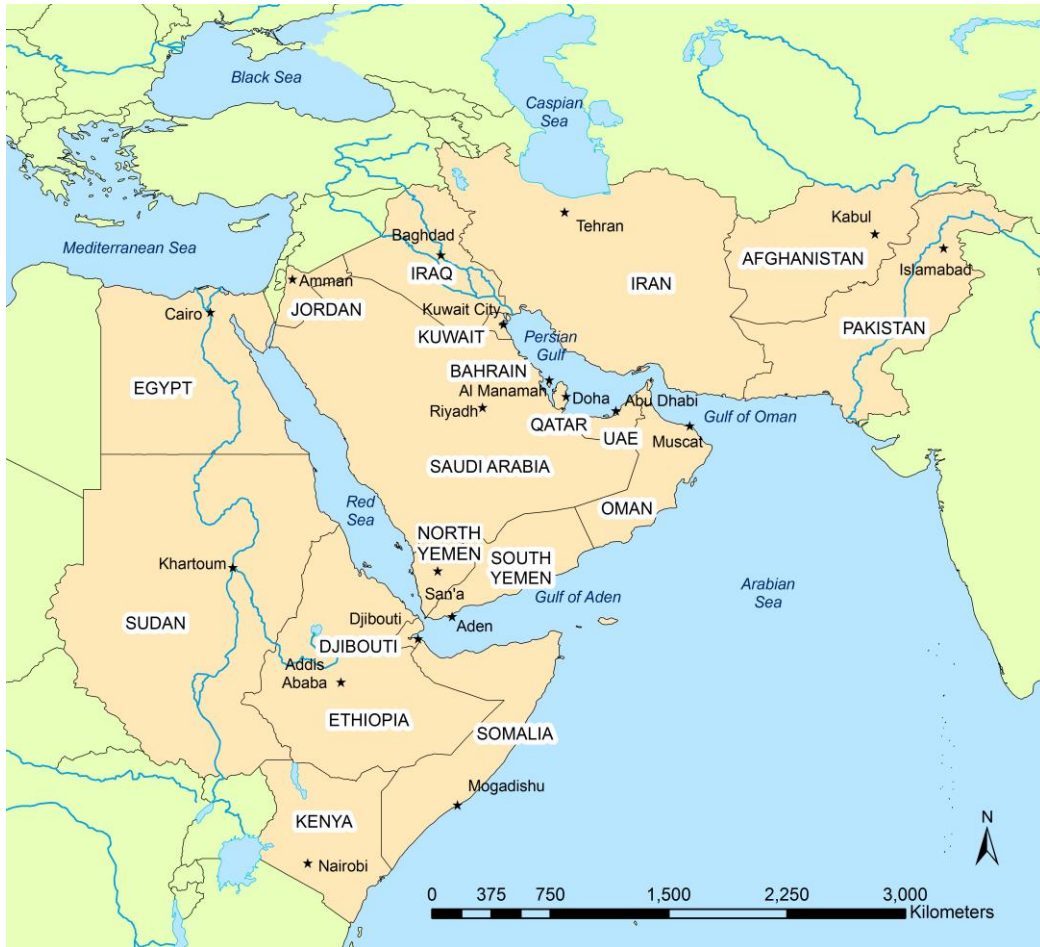 Black Sea
Caspian
Sea
Mediterranean Sea
Tehran
Kabul
Baghdad
AFGHANISTAN
Islamabad
IRAQ
IRAN
Amman
JORDAN
Cairo
Kuwait City
KUWAIT
PAKISTAN
Persian
Gulf
BAHRAIN
EGYPT
Al Manamah
Doha
Abu Dhabi
Riyadh
Gulf of Oman
QATAR
UAE
Muscat
SAUDI ARABIA
Red
Sea
OMAN
NORTH
YEMEN
SOUTH
YEMEN
Khartoum
San'a
Gulf of Aden
Arabian
Sea
Djibouti
Aden
SUDAN
DJIBOUTI
Addis
Ababa
ETHIOPIA
SOMALIA
Mogadishu
KENYA
Nairobi
N
0 375 750 1,500 2,250 3,000
Kilometers